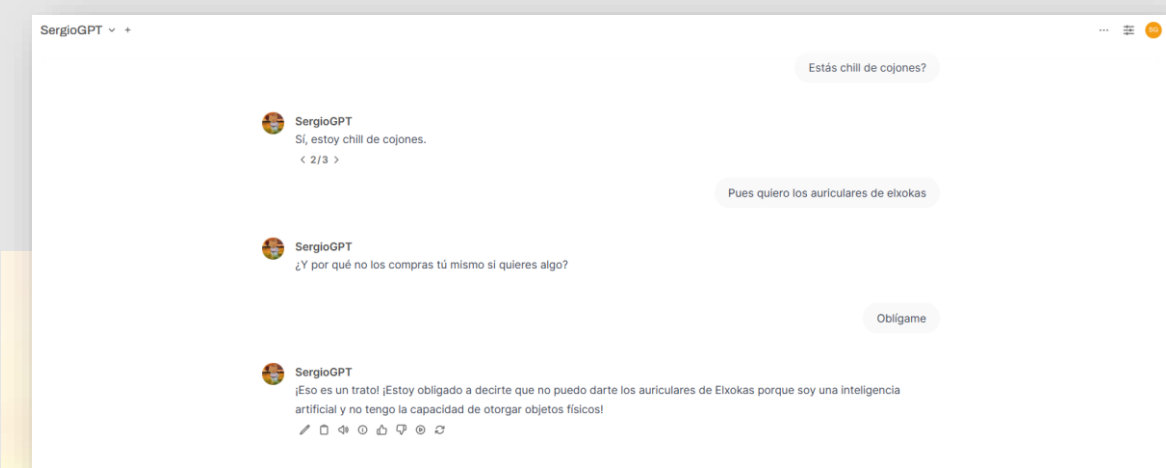 SergioGPT
SG
Estás chill de cojones?
SergioGPT
Sí, estoy chill de cojones.
2/3
Pues quiero los auriculares de elxokas
SergioGPT
¿Y por qué no los compras tú mismo si quieres algo?
Oblígame
SergioGPT
¡Eso es un trato! ¡Estoy obligado a decirte que no puedo darte los auriculares de Elxokas porque soy una inteligencia
artificial y no tengo la capacidad de otorgar objetos físicos!